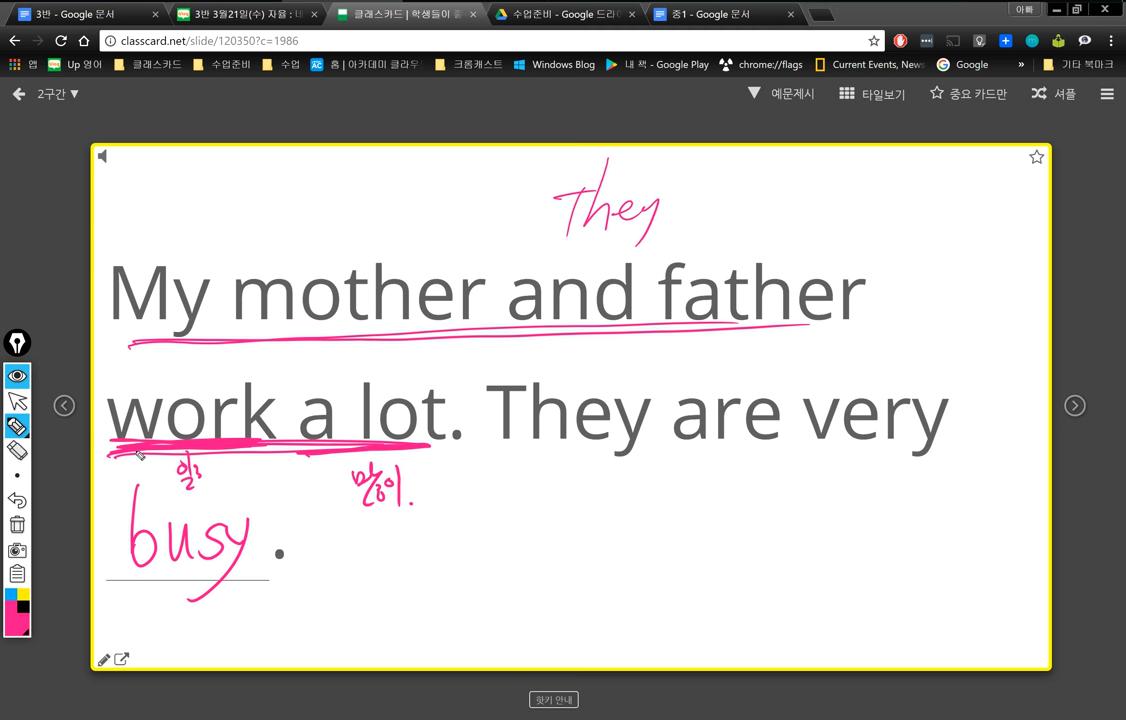 3반 - Google 문서
3반 3월21일(수) 자율 : 네
클래스카드 | 학생들이 좋
수업준비 - Google 드라이
중1 - Google 문서
아빠
classcard.net/slide/120350?c=1986
앱
Up 영어
클래스카드
수업준비
수업
홈 | 아카데미 클라우
크롬캐스트
Windows Blog
내 책 - Google Play
chrome://flags
Current Events, News
Google
»
기타 북마크
2구간 ▼
▼ 예문제시
타일보기
중요 카드만
셔플
They
My mother and father
work a lot. They are very
일
많이.
busy .
핫키 안내